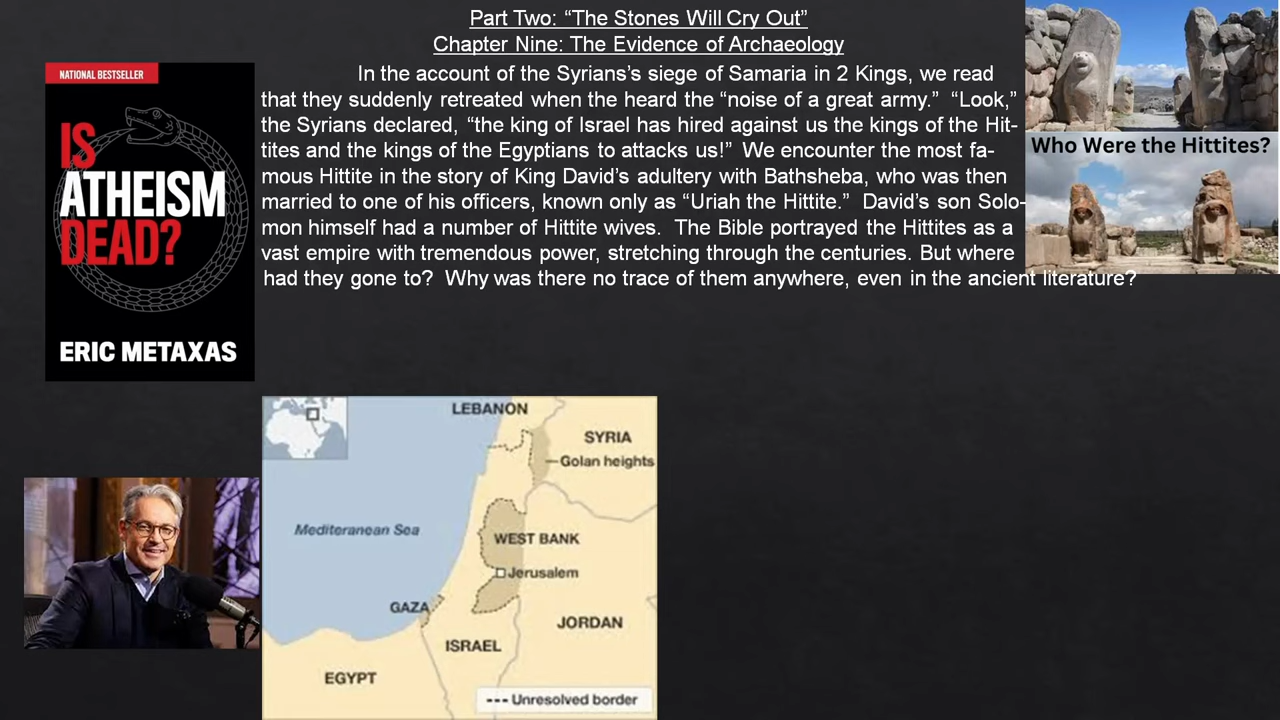 Part Two: “The Stones Will Cry Out”
Chapter Nine: The Evidence of Archaeology
In the account of the Syrians’s siege of Samaria in 2 Kings, we read
that they suddenly retreated when the heard the “noise of a great army.” “Look,”
the Syrians declared, “the king of Israel has hired against us the kings of the Hit-
tites and the kings of the Egyptians to attacks us!” We encounter the most fa-
mous Hittite in the story of King David’s adultery with Bathsheba, who was then
married to one of his officers, known only as “Uriah the Hittite.” David’s son Solo-
mon himself had a number of Hittite wives. The Bible portrayed the Hittites as a
vast empire with tremendous power, stretching through the centuries. But where
had they gone to? Why was there no trace of them anywhere, even in the ancient literature?
NATIONAL BESTSELLER
IS
ATHEISM
DEAD?
ERIC METAXAS
Who Were the Hittites?
LEBANON
SYRIA
Golan heights
Mediteranean Sea
WEST BANK
Jerusalem
GAZA
JORDAN
ISRAEL
EGYPT
Unresolved border